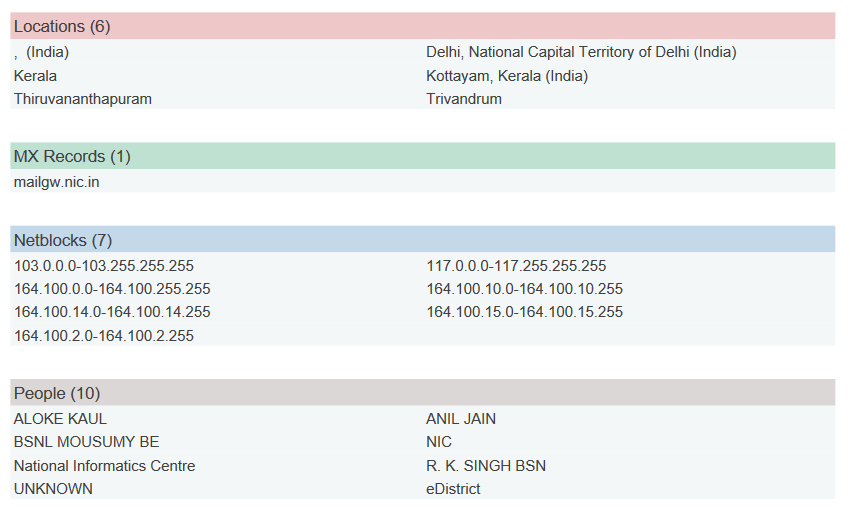 Locations (6)
, (India) Delhi, National Capital Territory of Delhi (India)
Kerala Kottayam, Kerala (India)
Thiruvananthapuram Trivandrum
MX Records (1)
mailgw.nic.in
Netblocks (7)
103.0.0.0-103.255.255.255 117.0.0.0-117.255.255.255
164.100.0.0-164.100.255.255 164.100.10.0-164.100.10.255
164.100.14.0-164.100.14.255 164.100.15.0-164.100.15.255
164.100.2.0-164.100.2.255
People (10)
ALOKE KAUL ANIL JAIN
BSNL MOUSUMY BE NIC
National Informatics Centre R. K. SINGH BSN
UNKNOWN eDistrict